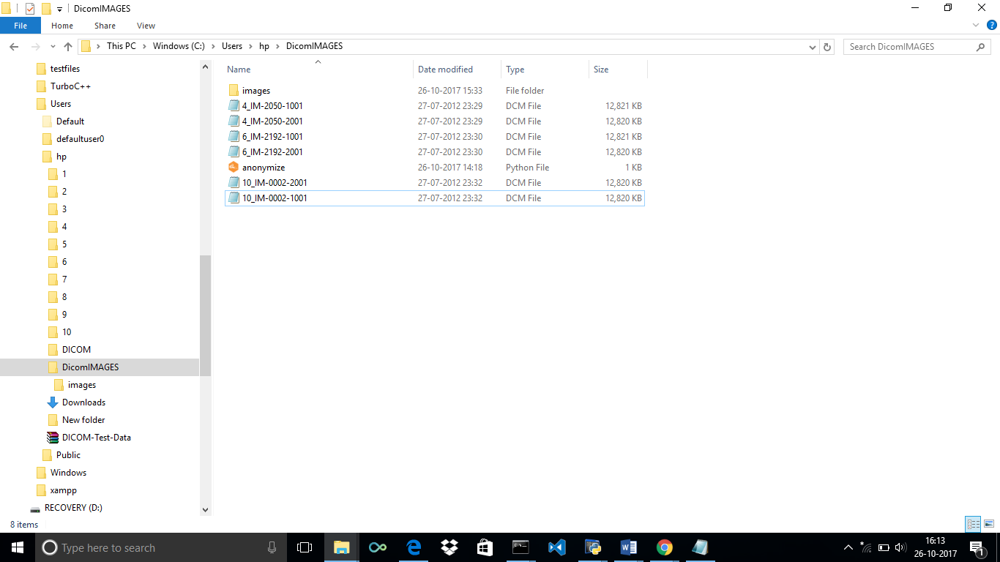 DicomIMAGES
File Home Share View
This PC Windows (C:) Users hp DicomIMAGES
Search DicomIMAGES
testfiles
TurboC++
Users
Default
defaultuser0
hp
1
2
3
4
5
6
7
8
9
10
DICOM
DicomIMAGES
images
Downloads
New folder
DICOM-Test-Data
Public
Windows
xampp
RECOVERY (D:)
Name Date modified Type Size
images 26-10-2017 15:33 File folder
4_IM-2050-1001 27-07-2012 23:29 DCM File 12,821 KB
4_IM-2050-2001 27-07-2012 23:29 DCM File 12,820 KB
6_IM-2192-1001 27-07-2012 23:30 DCM File 12,821 KB
6_IM-2192-2001 27-07-2012 23:30 DCM File 12,820 KB
anonymize 26-10-2017 14:18 Python File 1 KB
10_IM-0002-2001 27-07-2012 23:32 DCM File 12,820 KB
10_IM-0002-1001 27-07-2012 23:32 DCM File 12,820 KB
8 items
Type here to search
16:13
26-10-2017
1